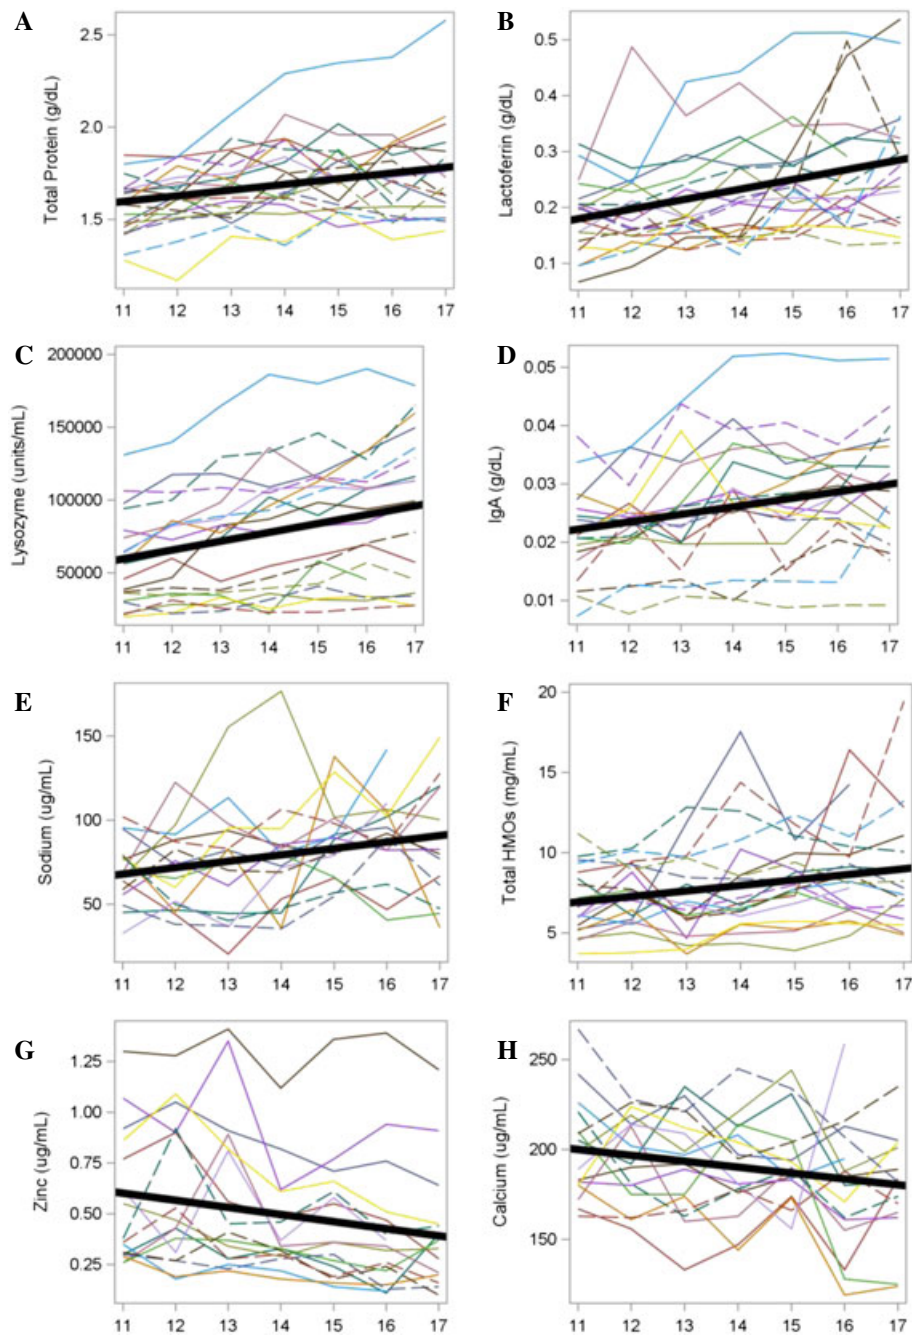 A
Total Protein (g/dL)
2.5
2.0
1.5
11 12 13 14 15 16 17
B
Lactoferrin (g/dL)
0.5
0.4
0.3
0.2
0.1
11 12 13 14 15 16 17
C
Lysozyme (units/mL)
200000
150000
100000
50000
11 12 13 14 15 16 17
D
IgA (g/dL)
0.05
0.04
0.03
0.02
0.01
11 12 13 14 15 16 17
E
Sodium (ug/mL)
150
100
50
11 12 13 14 15 16 17
F
Total HMOs (mg/mL)
20
15
10
5
11 12 13 14 15 16 17
G
Zinc (ug/mL)
1.25
1.00
0.75
0.50
0.25
11 12 13 14 15 16 17
H
Calcium (ug/mL)
250
200
150
11 12 13 14 15 16 17